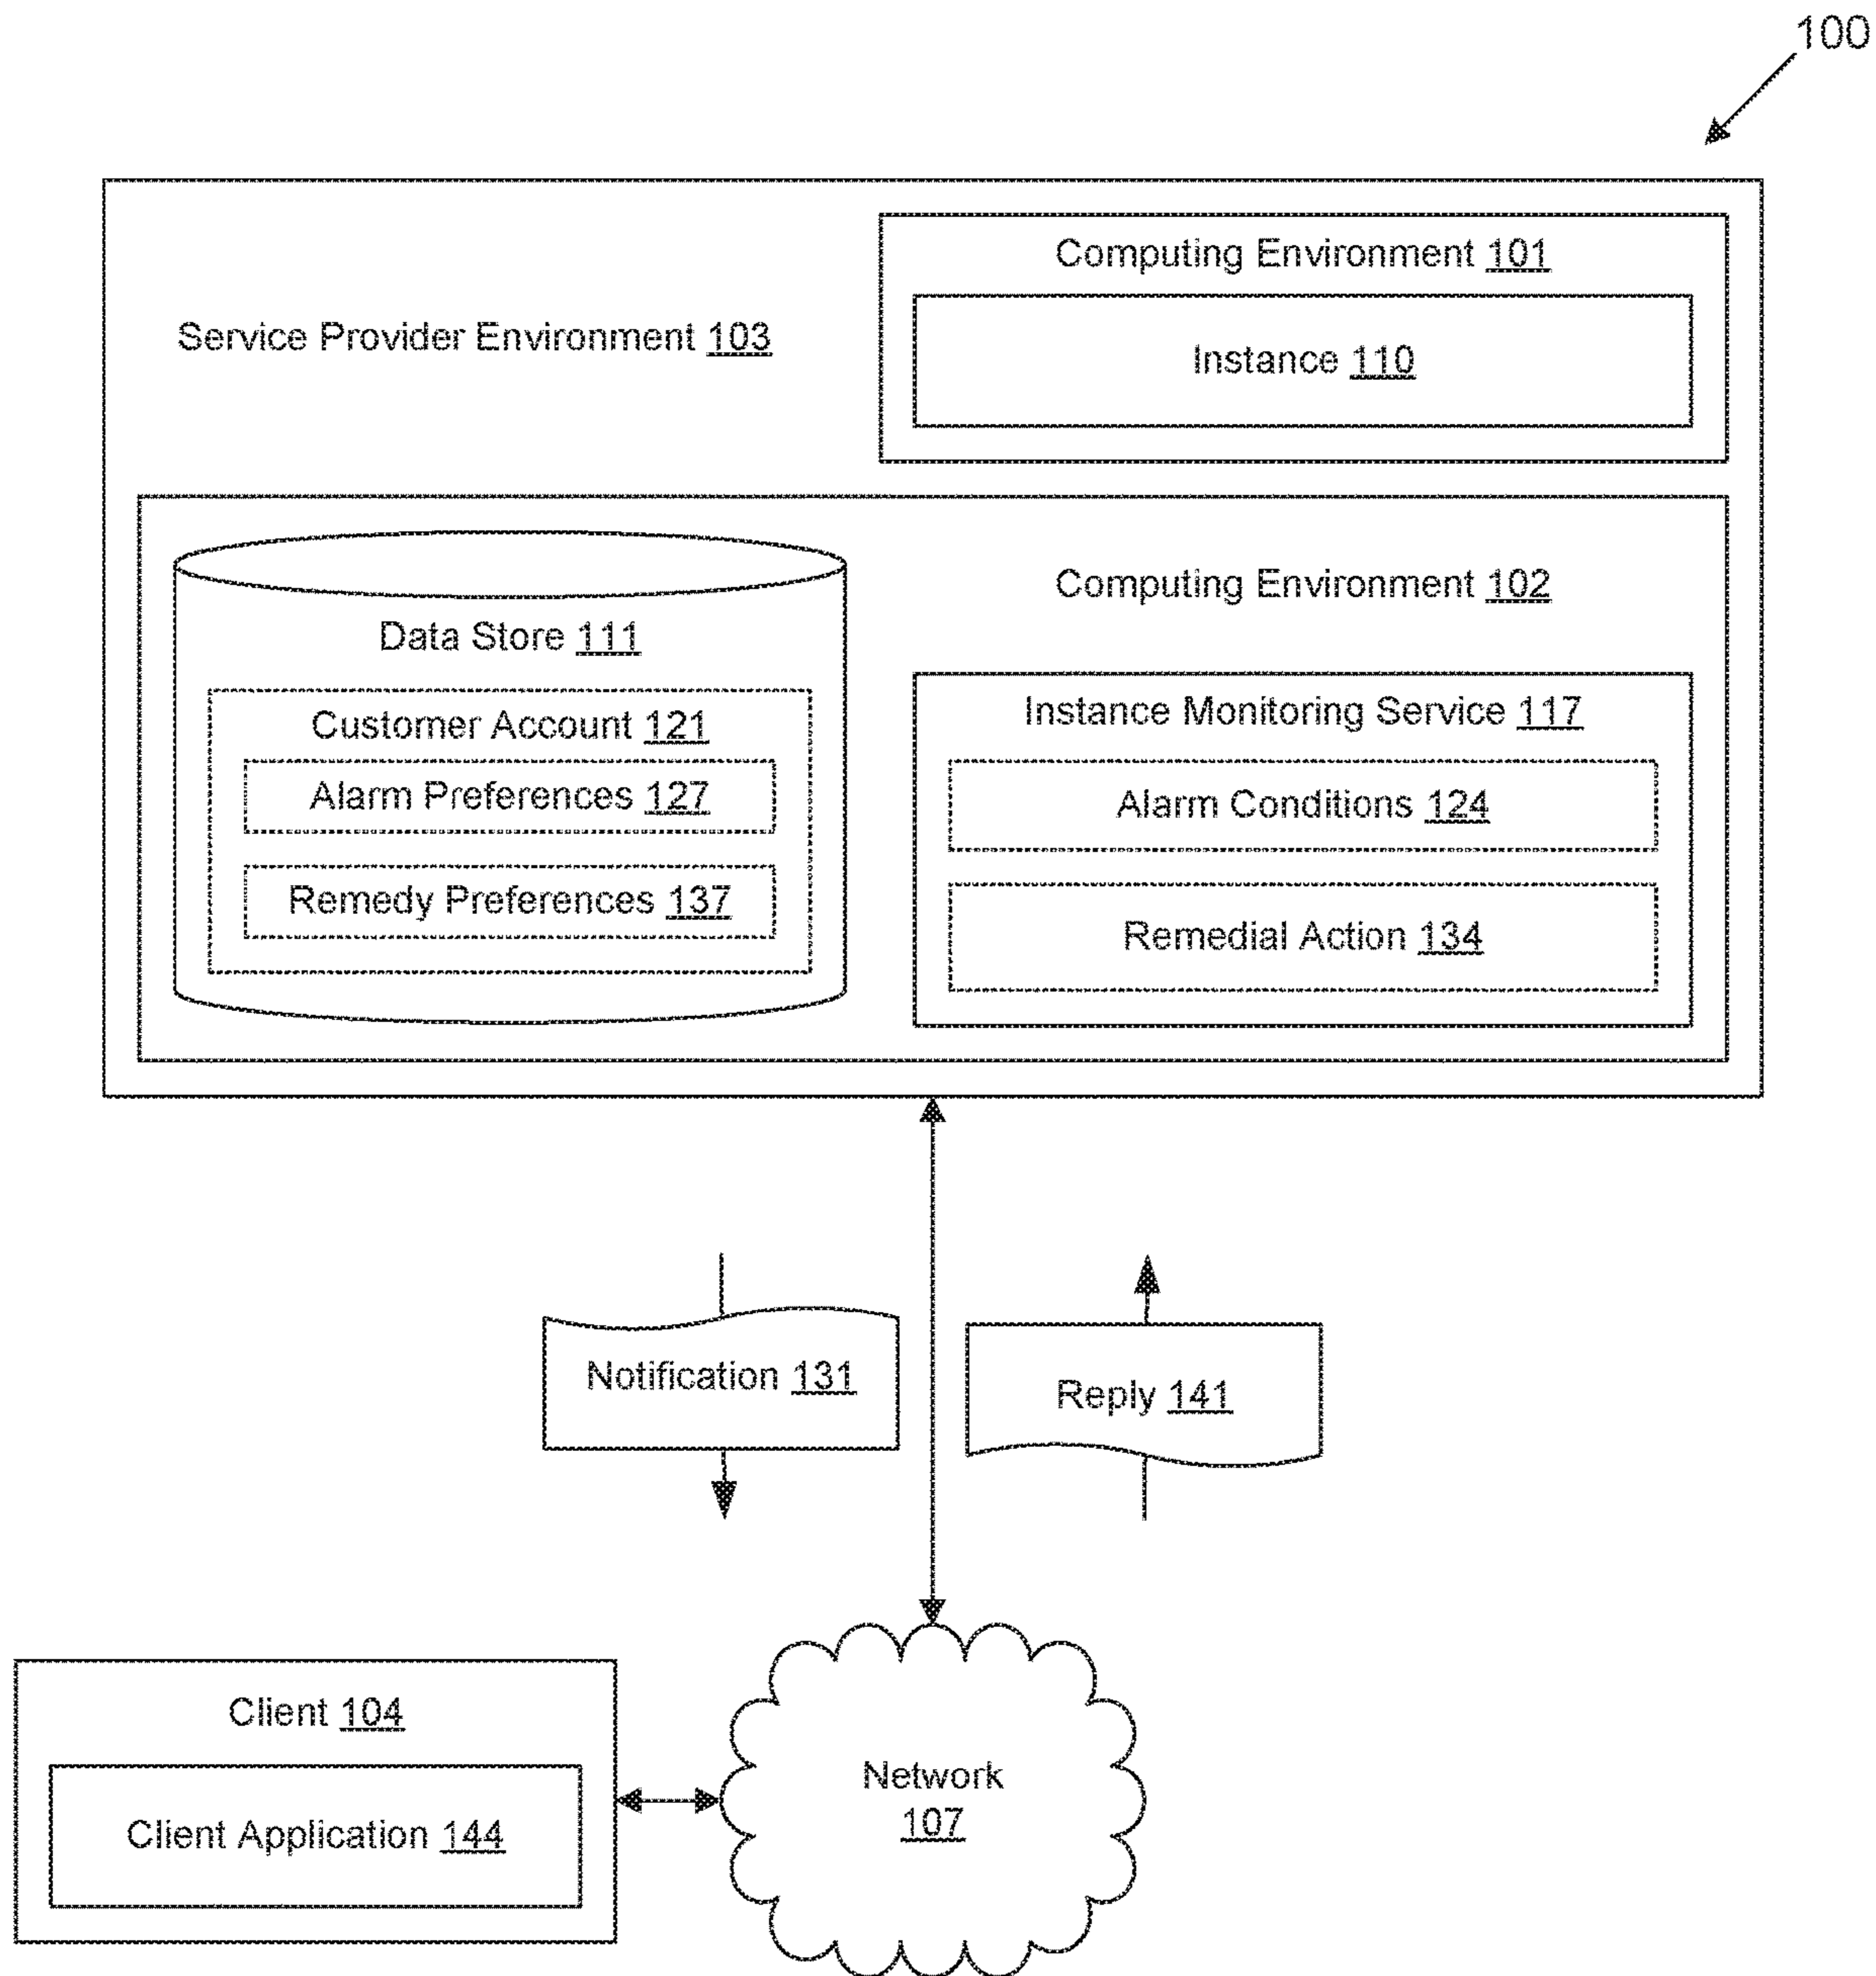 100
Computing Environment 101
Service Provider Environment 103
Instance 110
Computing Environment 102
Data Store 111
Customer Account 121
Alarm Preferences 127
Remedy Preferences 137
Instance Monitoring Service 117
Alarm Conditions 124
Remedial Action 134
Notification 131
Reply 141
Client 104
Client Application 144
Network
107